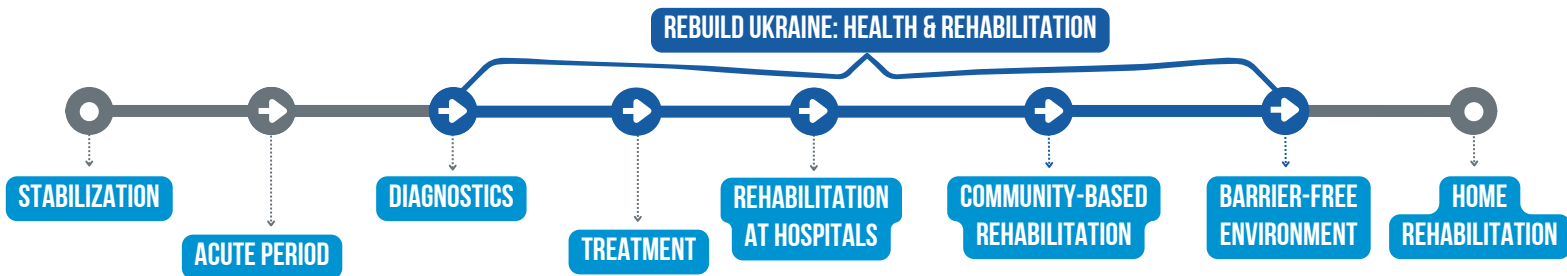 REBUILD UKRAINE: HEALTH & REHABILITATION
STABILIZATION
ACUTE PERIOD
DIAGNOSTICS
TREATMENT
REHABILITATION
AT HOSPITALS
COMMUNITY-BASED
REHABILITATION
BARRIER-FREE
ENVIRONMENT
HOME
REHABILITATION